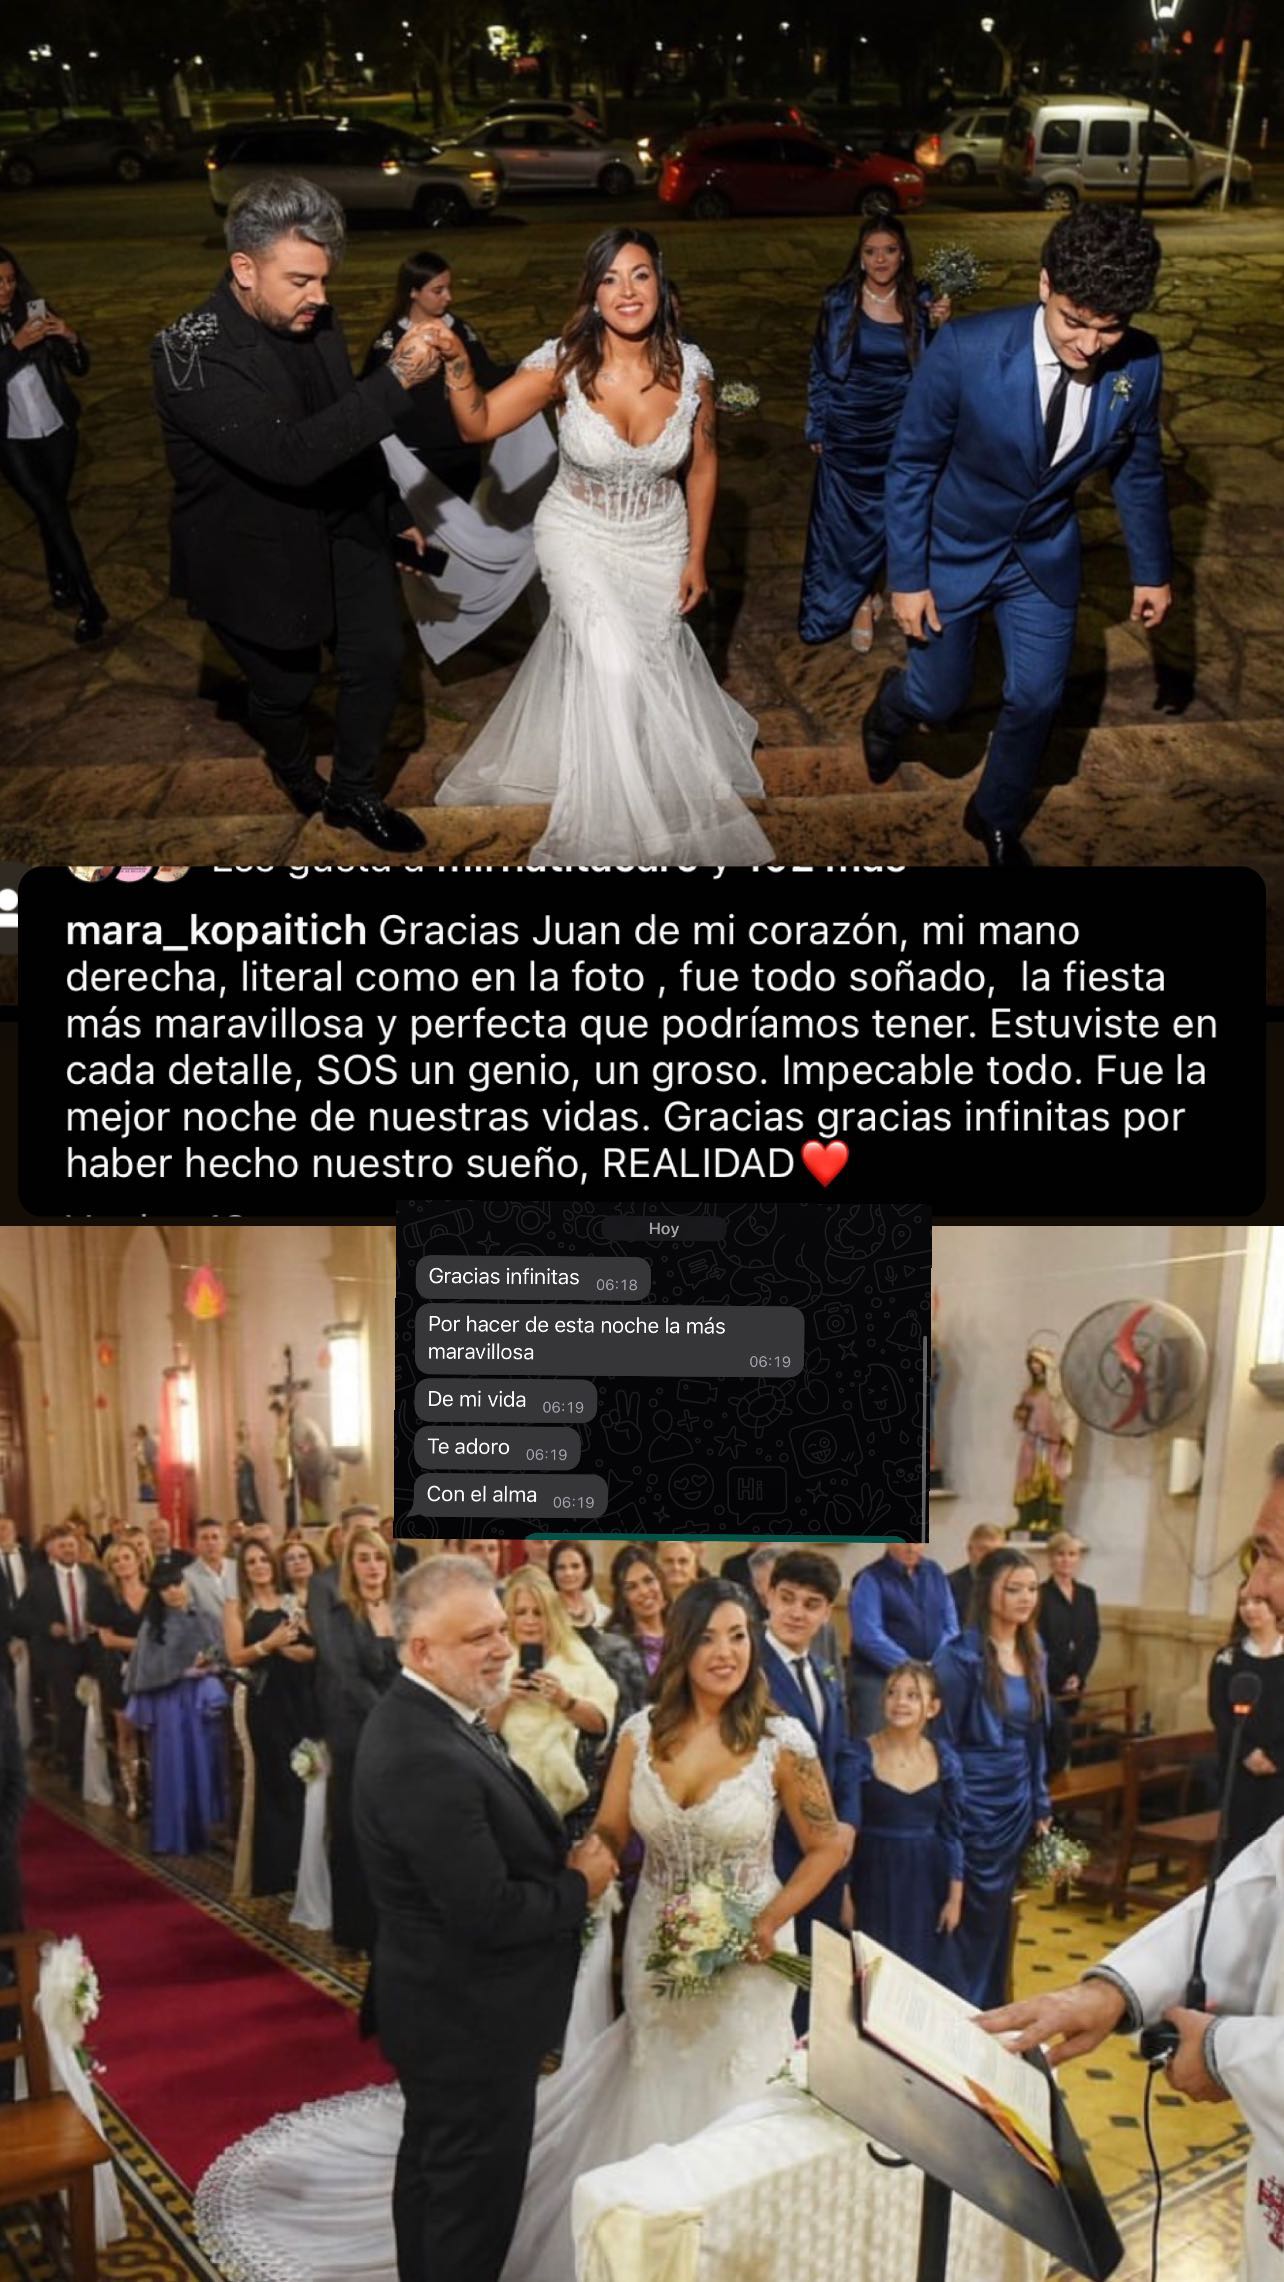 mara_kopaitich Gracias Juan de mi corazón, mi mano
derecha, literal como en la foto , fue todo soñado,  la fiesta
más maravillosa y perfecta que podríamos tener. Estuviste en
cada detalle, SOS un genio, un groso. Impecable todo. Fue la
mejor noche de nuestras vidas. Gracias gracias infinitas por
haber hecho nuestro sueño, REALIDAD❤️
Hoy
Gracias infinitas 06:18
Por hacer de esta noche la más
maravillosa 06:19
De mi vida 06:19
Te adoro 06:19
Con el alma 06:19